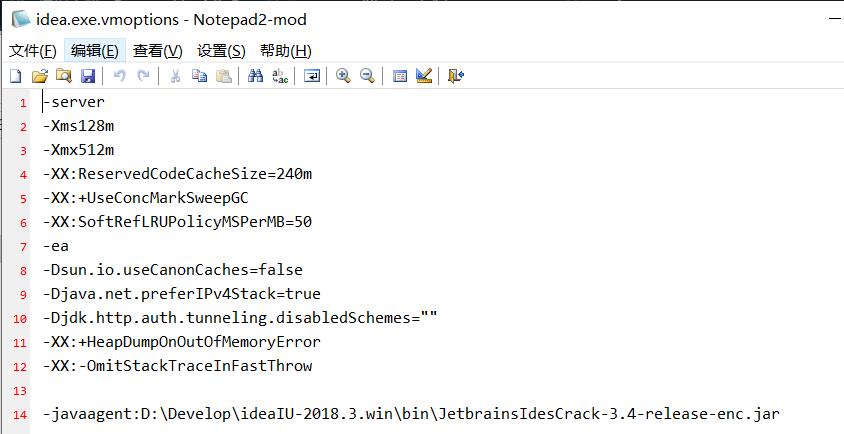 idea.exe.vmoptions - Notepad2-mod
文件(F) 编辑(E) 查看(V) 设置(S) 帮助(H)
1 -server
2 -Xms128m
3 -Xmx512m
4 -XX:ReservedCodeCacheSize=240m
5 -XX:+UseConcMarkSweepGC
6 -XX:SoftRefLRUPolicyMSPerMB=50
7 -ea
8 -Dsun.io.useCanonCaches=false
9 -Djava.net.preferIPv4Stack=true
10 -Djdk.http.auth.tunneling.disabledSchemes=""
11 -XX:+HeapDumpOnOutOfMemoryError
12 -XX:-OmitStackTraceInFastThrow
13
14 -javaagent:D:\Develop\ideaIU-2018.3.win\bin\JetbrainsIdesCrack-3.4-release-enc.jar